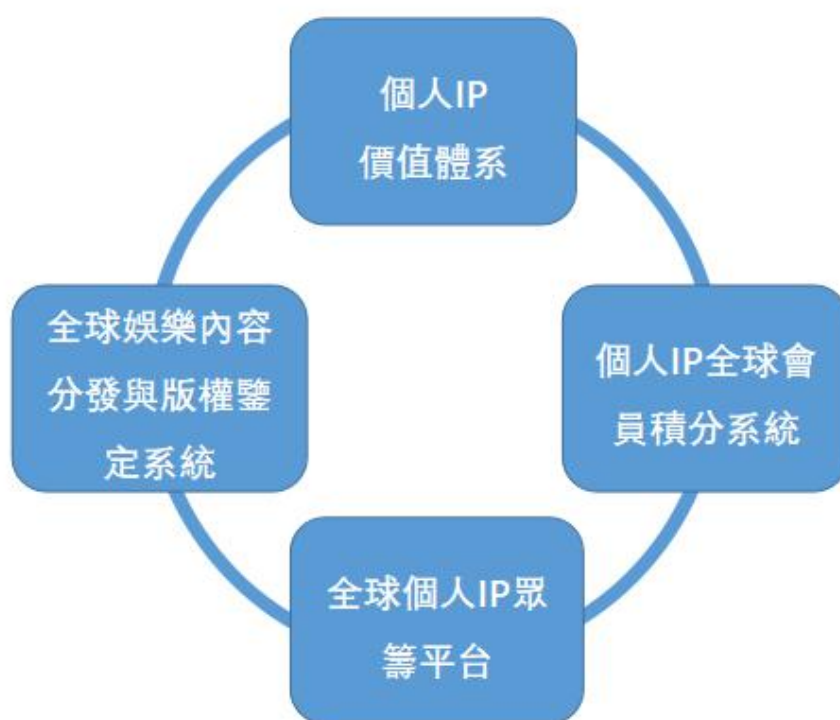 個人IP
價值體系
全球娛樂內容
分發與版權鑒
定系統
個人IP全球會
員積分系統
全球個人IP眾
籌平台